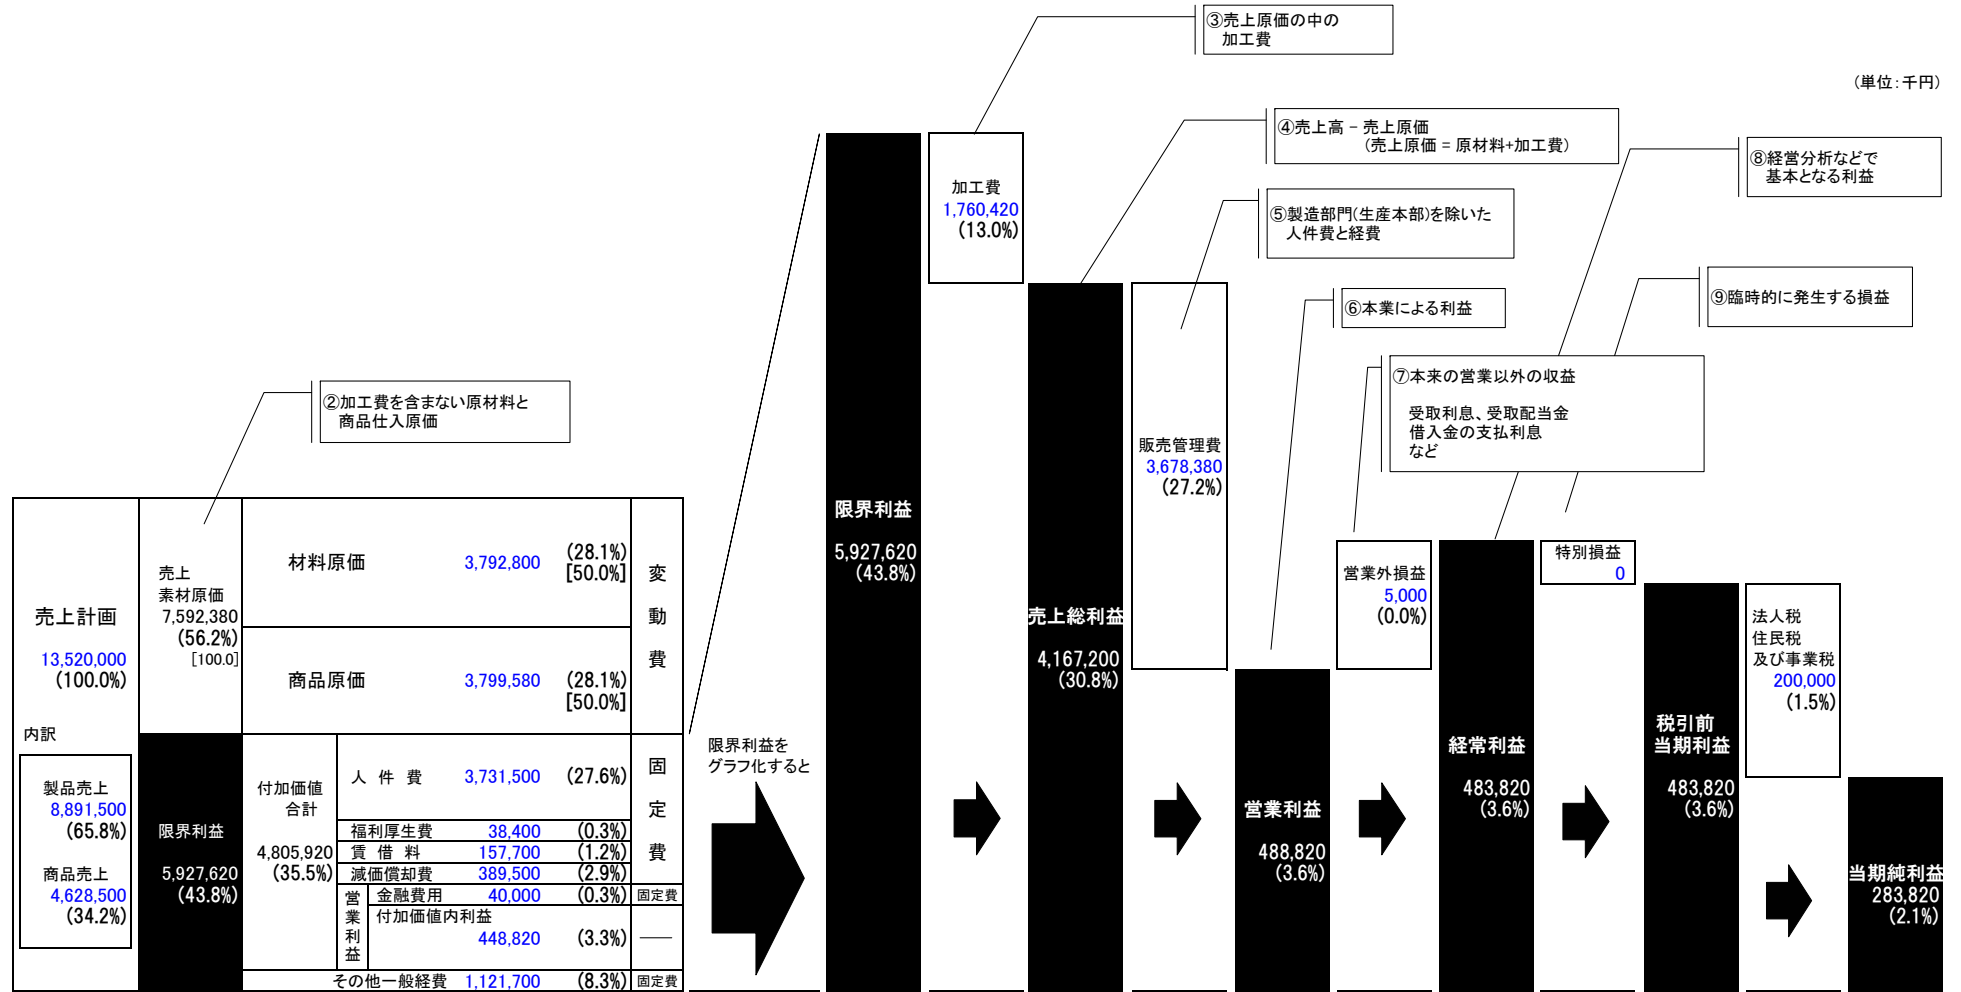 ③売上原価の中の
加工費
(単位:千円)
④売上高 − 売上原価
(売上原価 = 原材料+加工費)
⑧経営分析などで
基本となる利益
⑤製造部門(生産本部)を除いた
人件費と経費
⑥本業による利益
⑨臨時的に発生する損益
⑦本来の営業以外の収益
受取利息、受取配当金
借入金の支払利息
など
②加工費を含まない原材料と
商品仕入原価
売上計画
13,520,000
(100.0%)
内訳
製品売上
8,891,500
(65.8%)
商品売上
4,628,500
(34.2%)
売上
素材原価
7,592,380
(56.2%)
[100.0]
限界利益
5,927,620
(43.8%)
材料原価 3,792,800 (28.1%)
[50.0%]
商品原価 3,799,580 (28.1%)
[50.0%]
変
動
費
付加価値
合計
4,805,920
(35.5%)
人 件 費 3,731,500 (27.6%)
福利厚生費 38,400 (0.3%)
賃 借 料 157,700 (1.2%)
減価償却費 389,500 (2.9%)
固
定
費
営
業
利
益
金融費用 40,000 (0.3%) 固定費
付加価値内利益
448,820 (3.3%) ——
その他一般経費 1,121,700 (8.3%) 固定費
限界利益を
グラフ化すると
限界利益
5,927,620
(43.8%)
加工費
1,760,420
(13.0%)
売上総利益
4,167,200
(30.8%)
販売管理費
3,678,380
(27.2%)
営業利益
488,820
(3.6%)
営業外損益
5,000
(0.0%)
経常利益
483,820
(3.6%)
特別損益
0
税引前
当期利益
483,820
(3.6%)
法人税
住民税
及び事業税
200,000
(1.5%)
当期純利益
283,820
(2.1%)